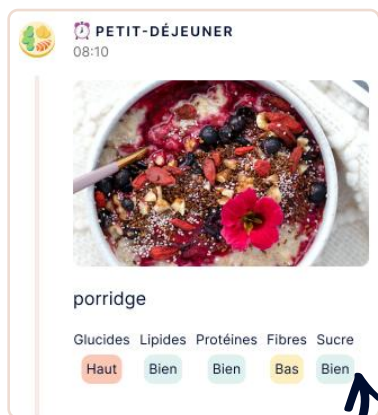 PETIT-DÉJEUNER
08:10
porridge
Glucides Lipides Protéines Fibres Sucre
Haut Bien Bien Bas Bien